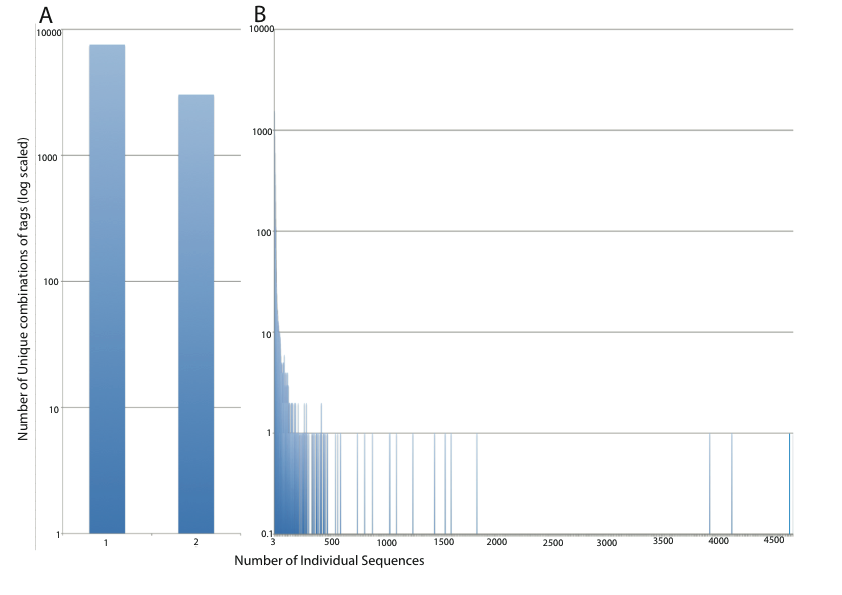 A
B
Number of Unique combinations of tags (log scaled)
10000
1000
100
10
1
1 2
10000
1000
100
10
1
0.1
3 500 1000 1500 2000 2500 3000 3500 4000 4500
Number of Individual Sequences